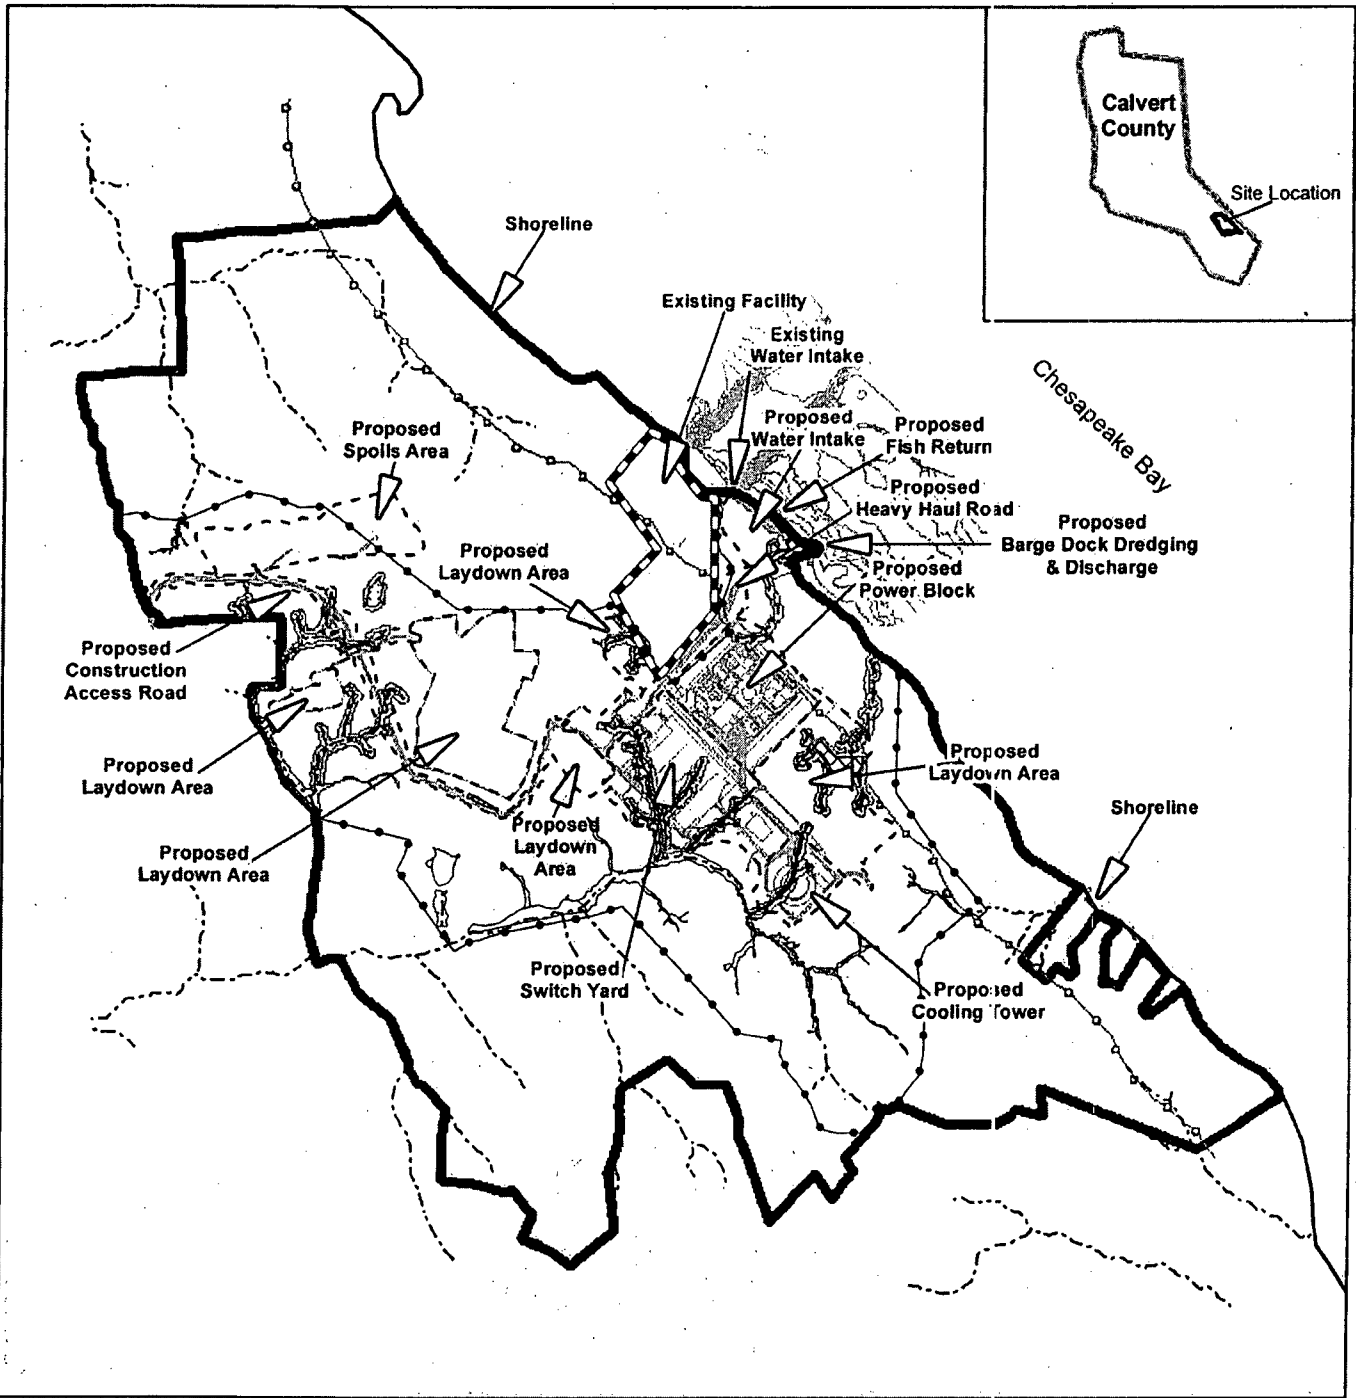 Calvert
County
Site Location
Shoreline
Existing Facility
Existing
Water Intake
Chesapeake Bay
Proposed
Water Intake
Proposed
Fish Return
Proposed
Spoils Area
Proposed
Heavy Haul Road
Proposed
Barge Dock Dredging
& Discharge
Proposed
Laydown Area
Proposed
Power Block
Proposed
Construction
Access Road
Proposed
Laydown Area
Proposed
Laydown Area
Shoreline
Proposed
Laydown
Area
Proposed
Laydown Area
Proposed
Switch Yard
Proposed
Cooling Tower